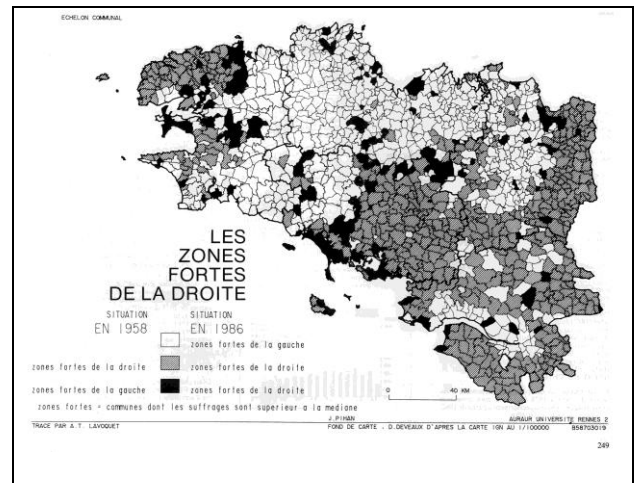 ECHELON COMMUNAL
LES
ZONES
FORTES
DE LA DROITE
SITUATION SITUATION
EN 1958 EN 1986
zones fortes de la gauche
zones fortes de la droite zones fortes de la droite
zones fortes de la gauche zones fortes de la droite
zones fortes = communes dont les suffrages sont superieur a la mediane
0 40 KM
J.PIHAN AURAUR UNIVERSITE RENNES 2
TRACE PAR A.T. LAVOQUET FOND DE CARTE . D.DEVEAUX D'APRES LA CARTE IGN AU 1/100000 858703019
249